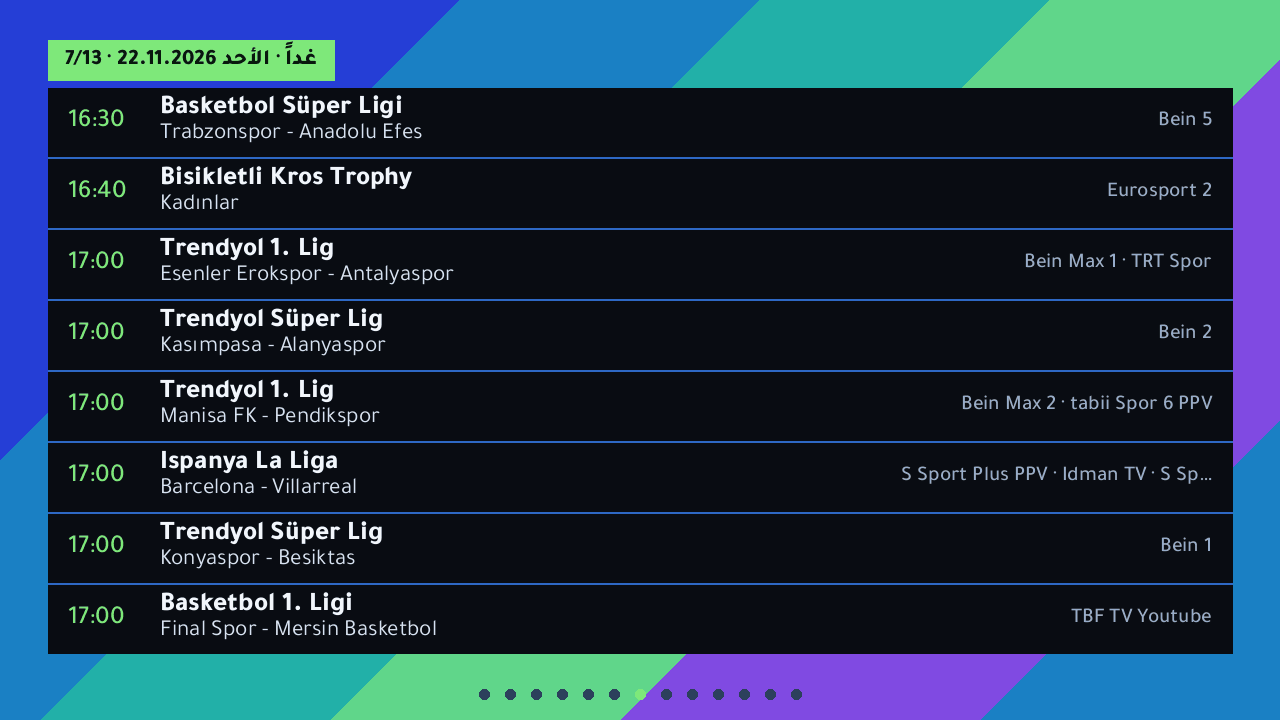 غداً · الأحد 22.11.2026 · 7/13
16:30 Basketbol Süper Ligi Bein 5
Trabzonspor - Anadolu Efes
16:40 Bisikletli Kros Trophy Eurosport 2
Kadınlar
17:00 Trendyol 1. Lig Bein Max 1 · TRT Spor
Esenler Erokspor - Antalyaspor
17:00 Trendyol Süper Lig Bein 2
Kasımpasa - Alanyaspor
17:00 Trendyol 1. Lig Bein Max 2 · tabii Spor 6 PPV
Manisa FK - Pendikspor
17:00 Ispanya La Liga S Sport Plus PPV · Idman TV · S Sp...
Barcelona - Villarreal
17:00 Trendyol Süper Lig Bein 1
Konyaspor - Besiktas
17:00 Basketbol 1. Ligi TBF TV Youtube
Final Spor - Mersin Basketbol